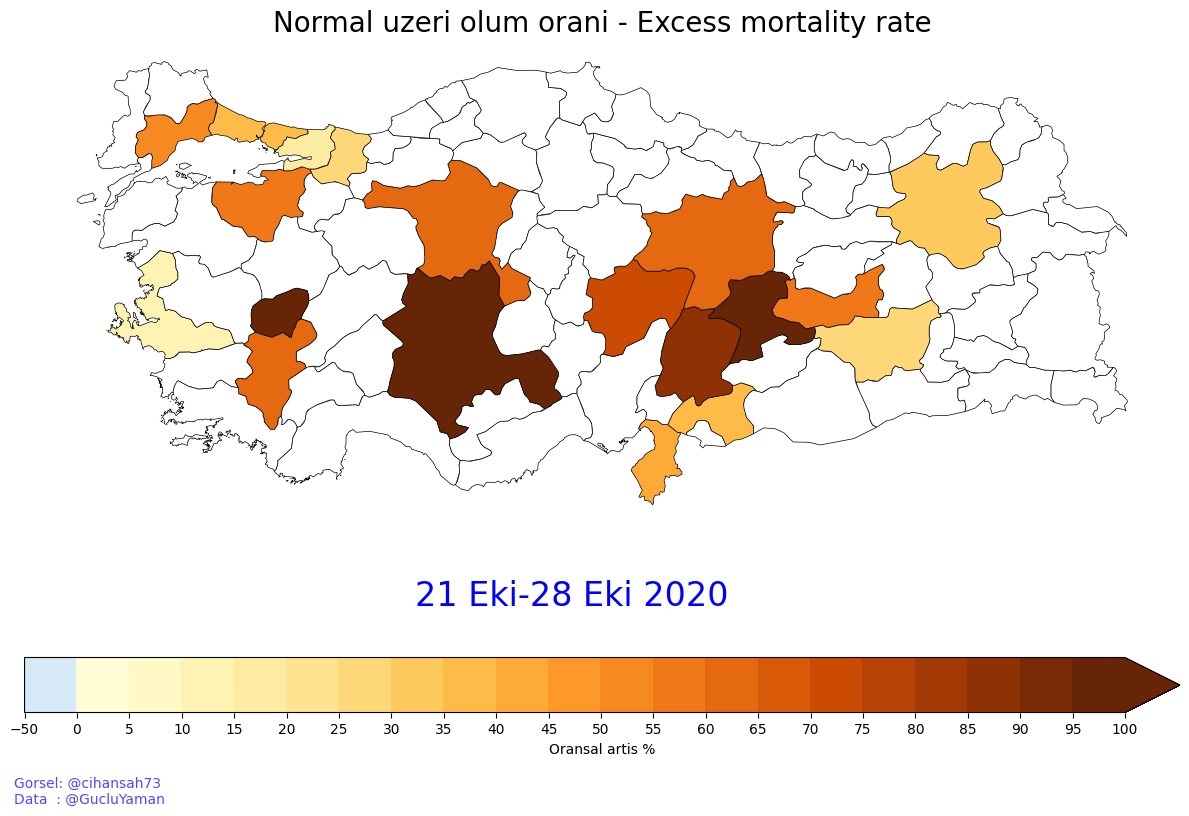 Normal uzeri olum orani - Excess mortality rate
21 Eki-28 Eki 2020
−50 0 5 10 15 20 25 30 35 40 45 50 55 60 65 70 75 80 85 90 95 100
Oransal artis %
Gorsel: @cihansah73
Data  : @GucluYaman